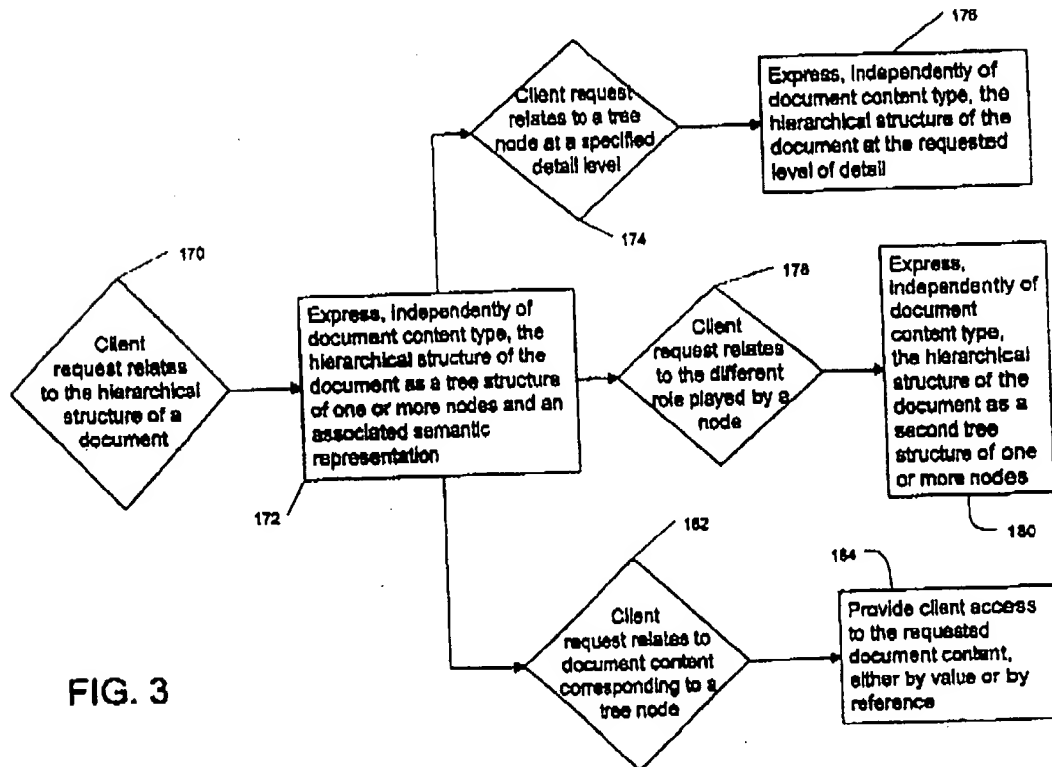 176
Client request
relates to a tree
node at a specified
detail level
Express, Independently of
document content type, the
hierarchical structure of the
document at the requested
level of detail
174
170
178
Client
request relates
to the hierarchical
structure of a
document
Express, Independently of
document content type, the
hierarchical structure of the
document as a tree structure
of one or more nodes and an
associated semantic
representation
Client
request relates
to the different
role played by a
node
Express,
Independently of
document
content type,
the hierarchical
structure of the
document as a
second tree
structure of one
or more nodes
172
182
180
184
Client
request relates to
document content
corresponding to a
tree node
Provide client access
to the requested
document content,
either by value or by
reference
FIG. 3